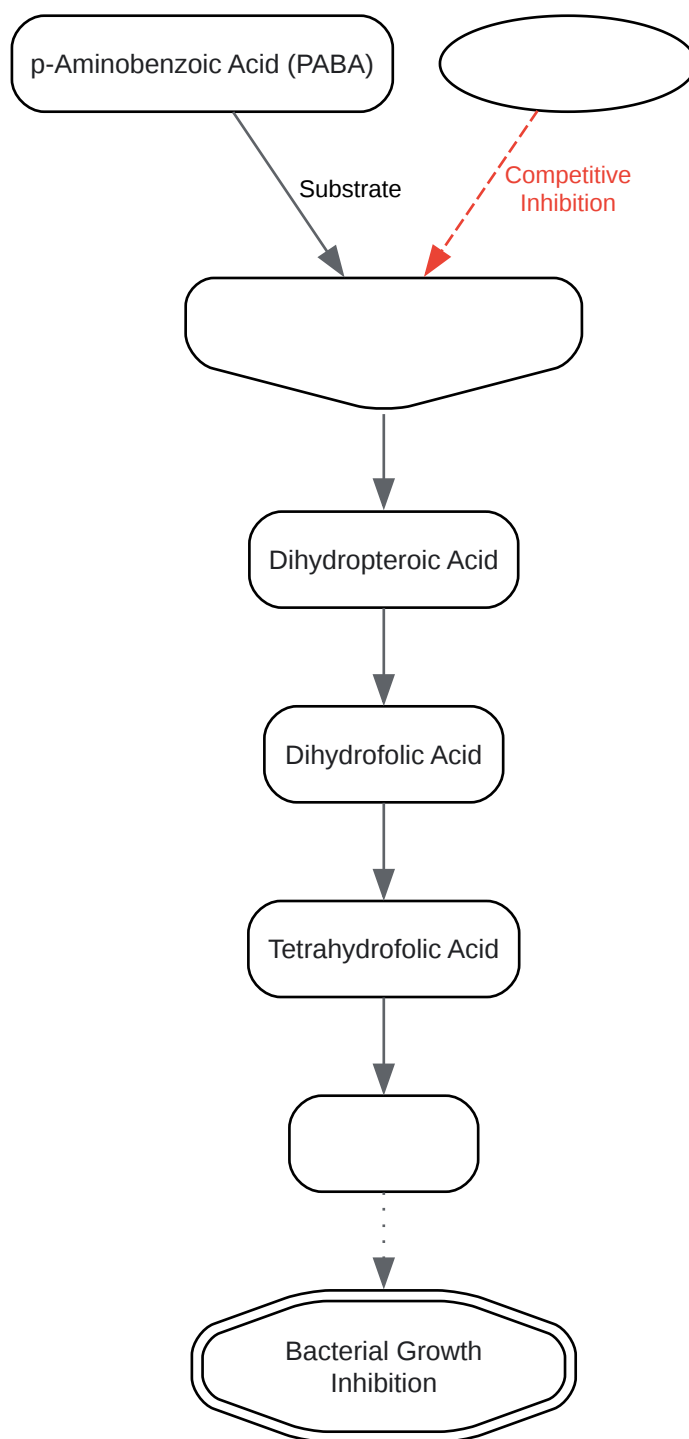 p-Aminobenzoic Acid (PABA)
Substrate
Competitive
Inhibition
Dihydropteroic Acid
Dihydrofolic Acid
Tetrahydrofolic Acid
Bacterial Growth
Inhibition